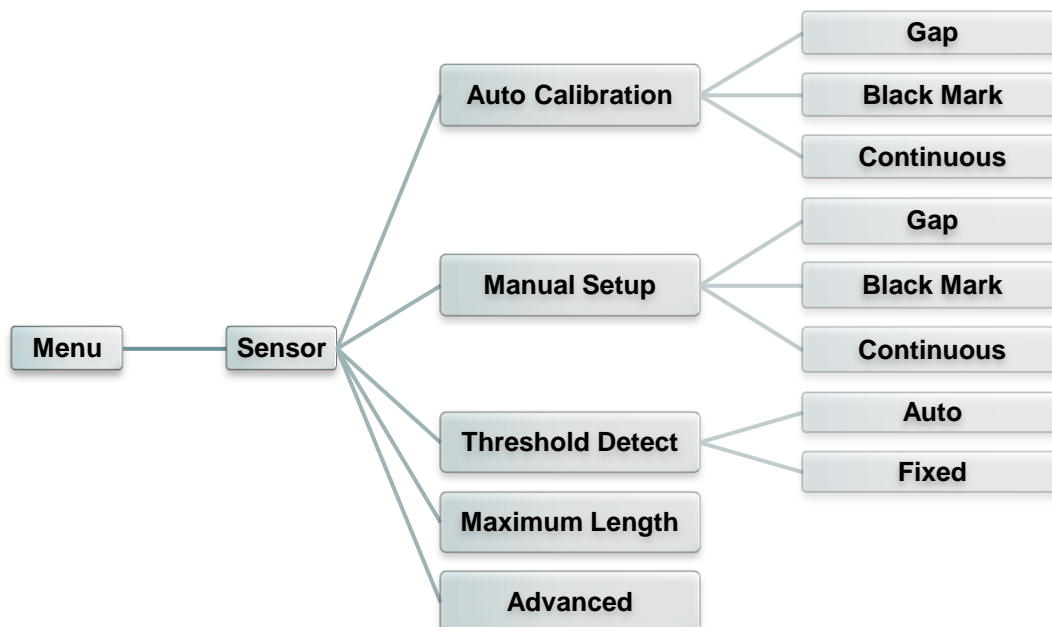 Menu
Sensor
Auto Calibration
Gap
Black Mark
Continuous
Manual Setup
Gap
Black Mark
Continuous
Threshold Detect
Auto
Fixed
Maximum Length
Advanced